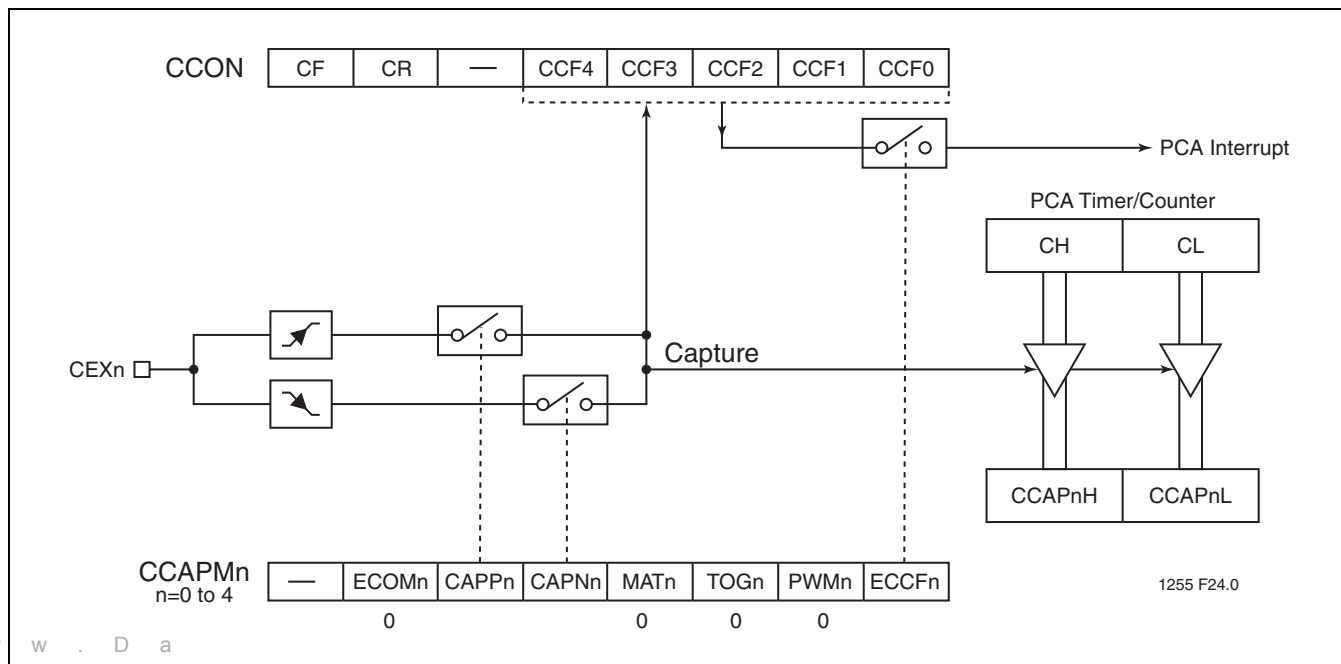 CCON CF CR — CCF4 CCF3 CCF2 CCF1 CCF0
PCA Interrupt
PCA Timer/Counter
CH CL
CEXn
Capture
CCAPnH CCAPnL
CCAPMn — ECOMn CAPPn CAPNn MATn TOGn PWMn ECCFn
n=0 to 4
0 0 0 0
1255 F24.0
w . D a